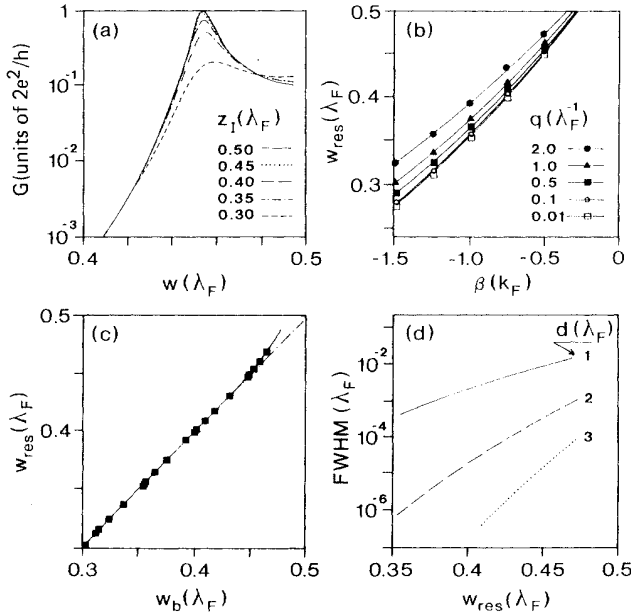 (a)
G(units of 2e²/h)
1
10⁻¹
10⁻²
10⁻³
z_I(λ_F)
0.50
0.45
0.40
0.35
0.30
0.4
0.5
w(λ_F)
(b)
w_res(λ_F)
0.5
0.4
0.3
q(λ_F⁻¹)
2.0
1.0
0.5
0.1
0.01
-1.5
-1.0
-0.5
0
β(k_F)
(c)
w_res(λ_F)
0.5
0.4
0.3
0.4
0.5
w_b(λ_F)
(d)
FWHM(λ_F)
10⁻²
10⁻⁴
10⁻⁶
d(λ_F)
1
2
3
0.35
0.40
0.45
0.5
w_res(λ_F)